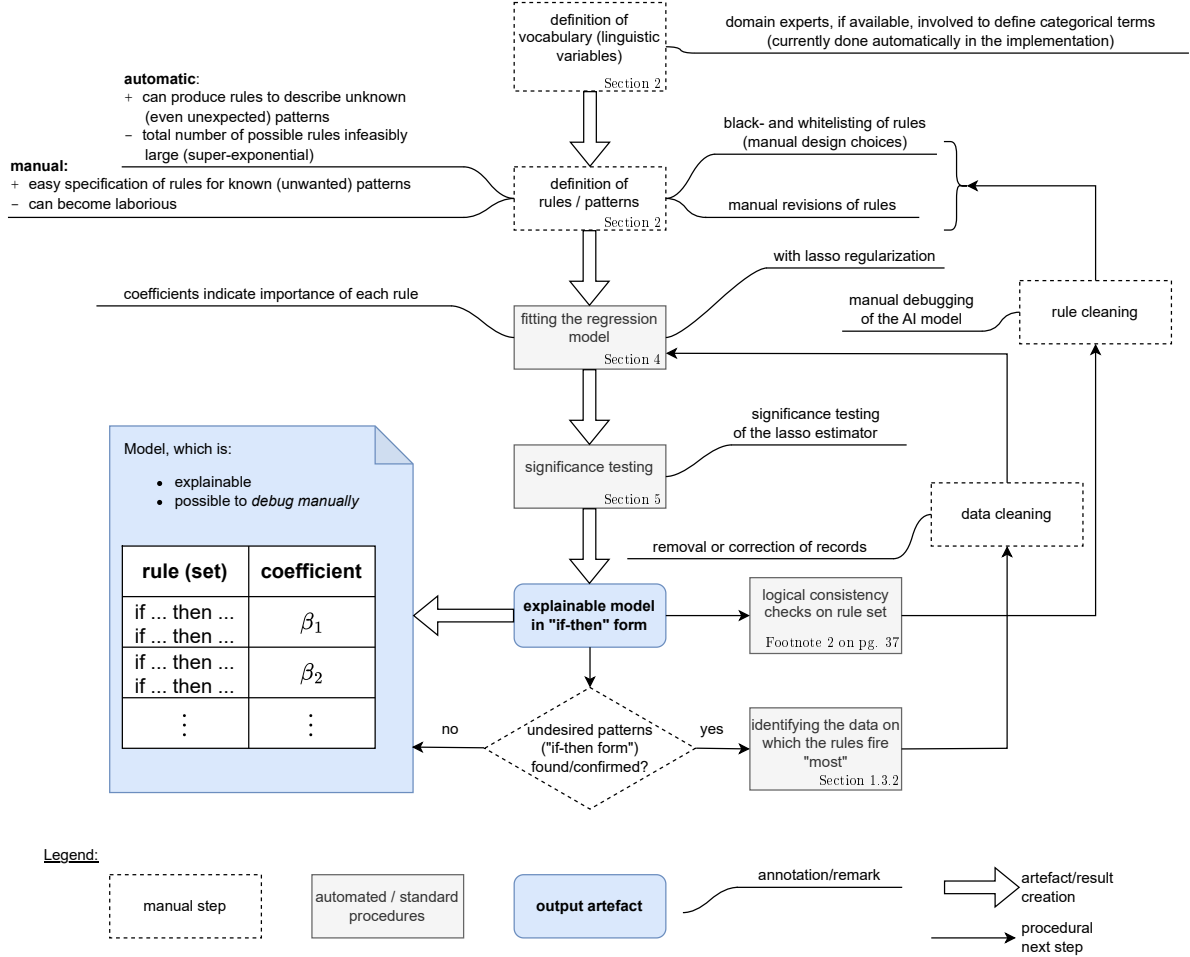 definition of
vocabulary (linguistic
variables)
Section 2
domain experts, if available, involved to define categorical terms
(currently done automatically in the implementation)
automatic:
+ can produce rules to describe unknown
(even unexpected) patterns
− total number of possible rules infeasibly
large (super-exponential)
manual:
+ easy specification of rules for known (unwanted) patterns
− can become laborious
definition of
rules / patterns
Section 2
black- and whitelisting of rules
(manual design choices)
manual revisions of rules
with lasso regularization
coefficients indicate importance of each rule
fitting the regression
model
Section 4
manual debugging
of the AI model
rule cleaning
significance testing
of the lasso estimator
significance testing
Section 5
data cleaning
removal or correction of records
Model, which is:
• explainable
• possible to debug manually
rule (set) coefficient
if ... then ...
if ... then ...
β1
if ... then ...
if ... then ...
β2
⋮ ⋮
explainable model
in "if-then" form
logical consistency
checks on rule set
Footnote 2 on pg. 37
no
undesired patterns
("if-then form")
found/confirmed?
yes
identifying the data on
which the rules fire
"most"
Section 1.3.2
Legend:
manual step
automated / standard
procedures
output artefact
annotation/remark
artefact/result
creation
procedural
next step